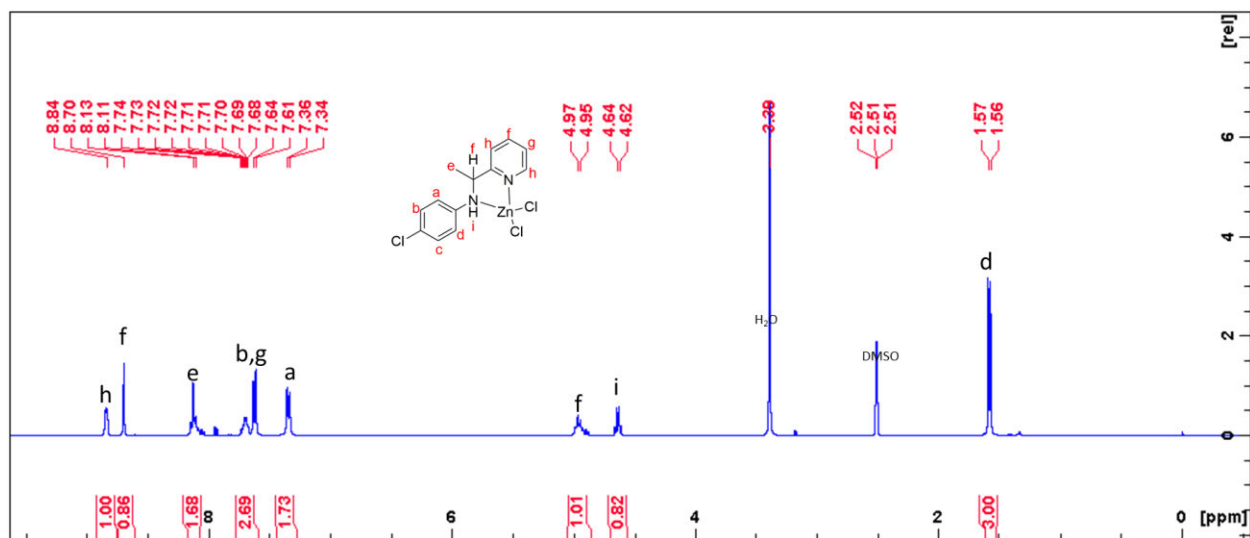 [rel]
8.84
8.70
8.13
8.11
7.74
7.73
7.72
7.72
7.71
7.71
7.70
7.69
7.68
7.64
7.61
7.36
7.34
4.97
4.95
4.64
4.62
3.39
2.52
2.51
2.51
1.57
1.56
H f
f
h g
e
a N h
b N Zn Cl
H
i
Cl
Cl d
c
6
4
2
0
h
f
e
b,g
a
f
i
H₂O
DMSO
d
1.00
0.86
1.68
2.69
1.73
1.01
0.82
3.00
8 6 4 2 0 [ppm]